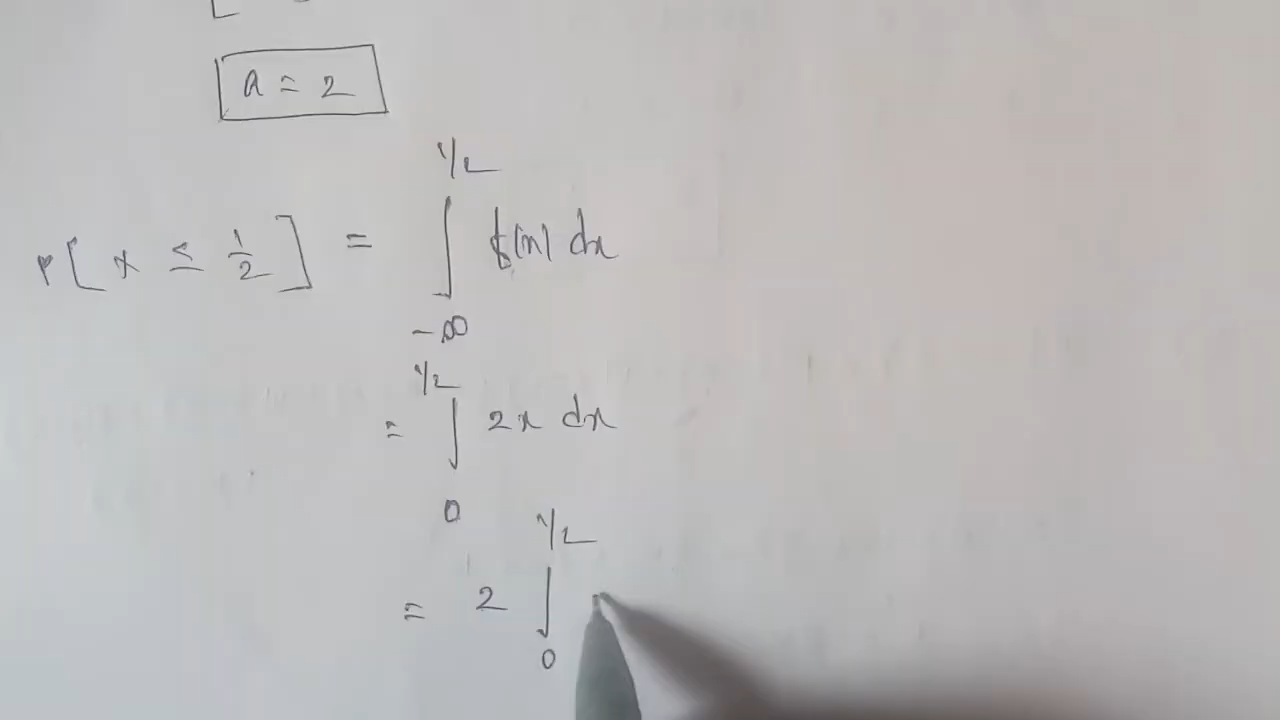 a = 2
P[x ≤ 1/2] = ∫_{-∞}^{1/2} f(x) dx
= ∫_{0}^{1/2} 2x dx
= 2 ∫_{0}^{1/2}